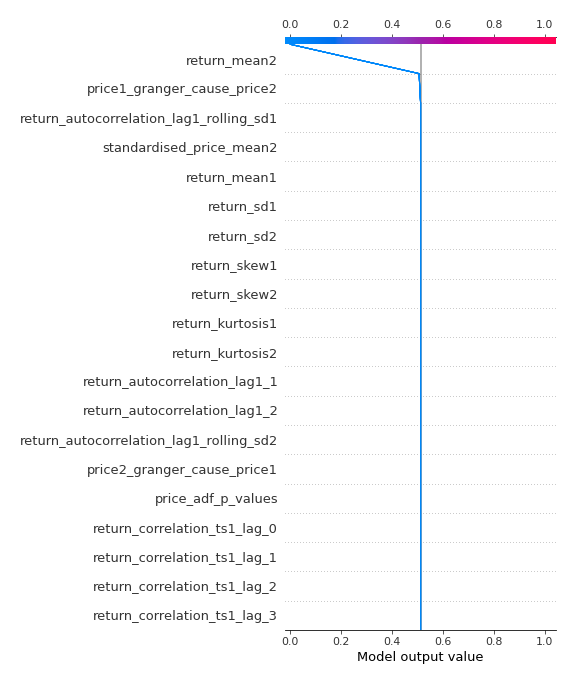 0.0 0.2 0.4 0.6 0.8 1.0
return_mean2
price1_granger_cause_price2
return_autocorrelation_lag1_rolling_sd1
standardised_price_mean2
return_mean1
return_sd1
return_sd2
return_skew1
return_skew2
return_kurtosis1
return_kurtosis2
return_autocorrelation_lag1_1
return_autocorrelation_lag1_2
return_autocorrelation_lag1_rolling_sd2
price2_granger_cause_price1
price_adf_p_values
return_correlation_ts1_lag_0
return_correlation_ts1_lag_1
return_correlation_ts1_lag_2
return_correlation_ts1_lag_3
0.0 0.2 0.4 0.6 0.8 1.0
Model output value